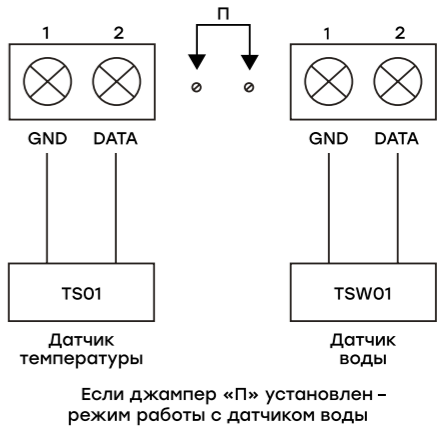 П
1 2
1 2
GND DATA
GND DATA
TS01
TSW01
Датчик
температуры
Датчик
воды
Если джампер «П» установлен –
режим работы с датчиком воды